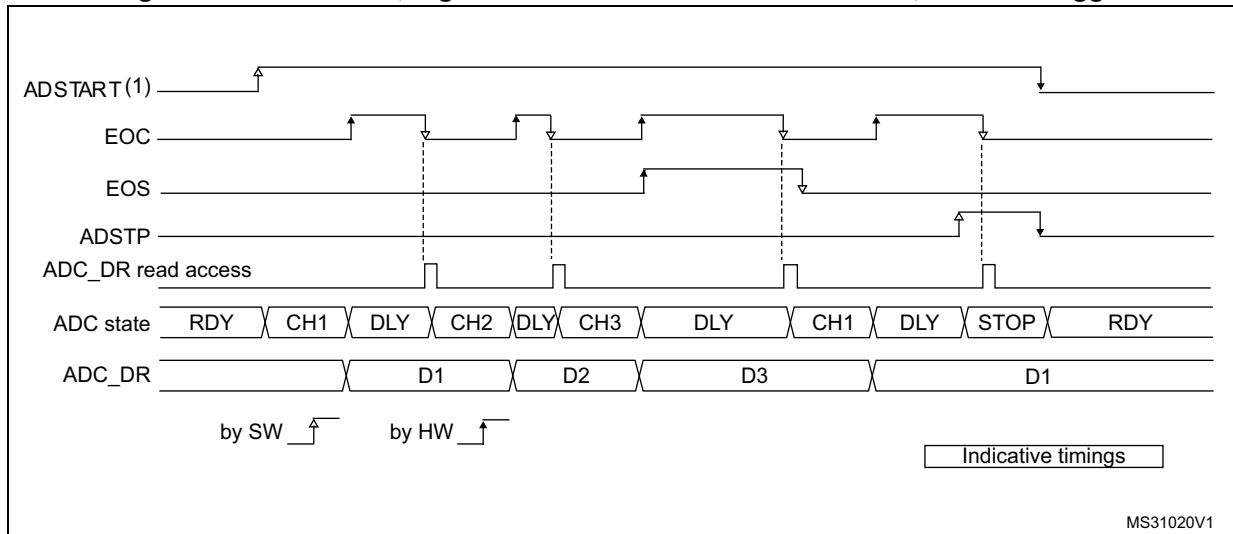 ADSTART(1)
EOC
EOS
ADSTP
ADC_DR read access
ADC state RDY CH1 DLY CH2 DLY CH3 DLY CH1 DLY STOP RDY
ADC_DR D1 D2 D3 D1
by SW by HW
Indicative timings
MS31020V1